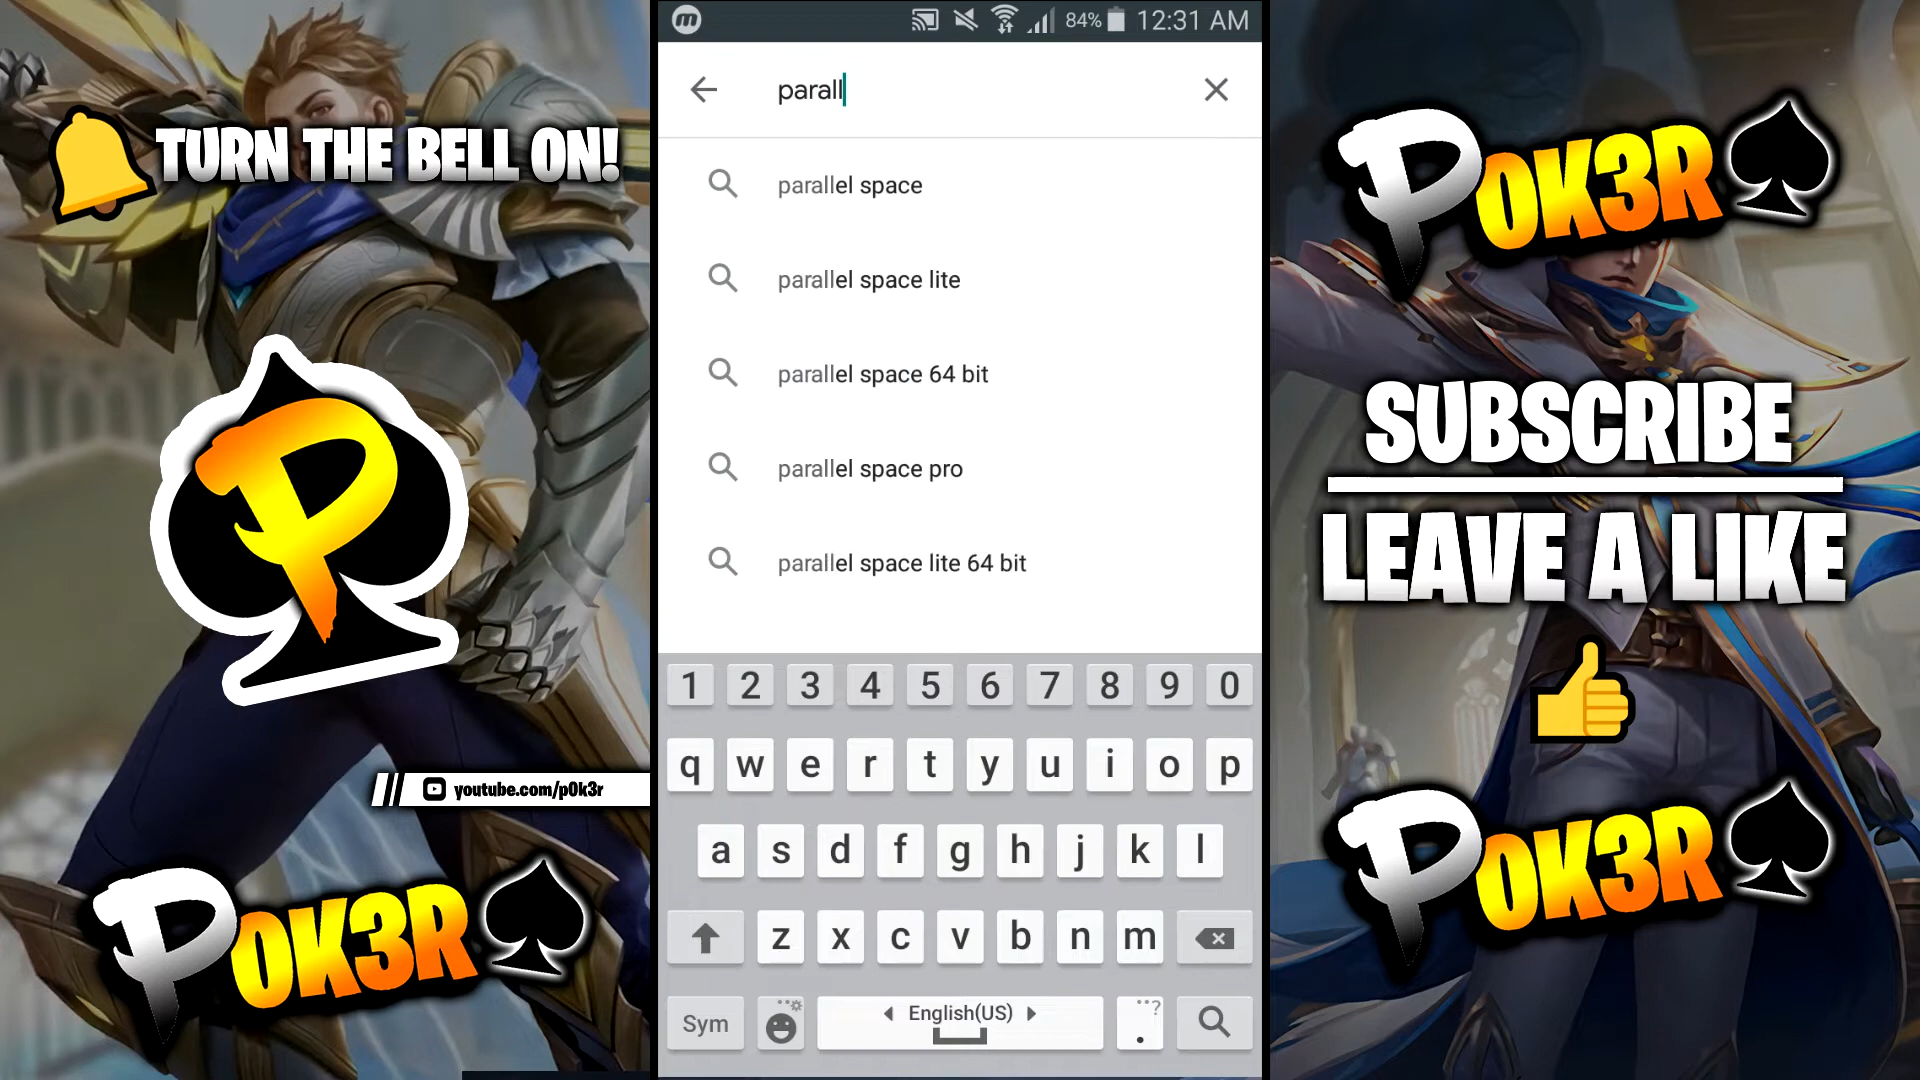 TURN THE BELL ON!
P
youtube.com/p0k3r
P0K3R
84% 12:31 AM
parall
parallel space
parallel space lite
parallel space 64 bit
parallel space pro
parallel space lite 64 bit
1 2 3 4 5 6 7 8 9 0
q w e r t y u i o p
a s d f g h j k l
z x c v b n m
Sym English(US) . ?
P0K3R
SUBSCRIBE
LEAVE A LIKE
P0K3R